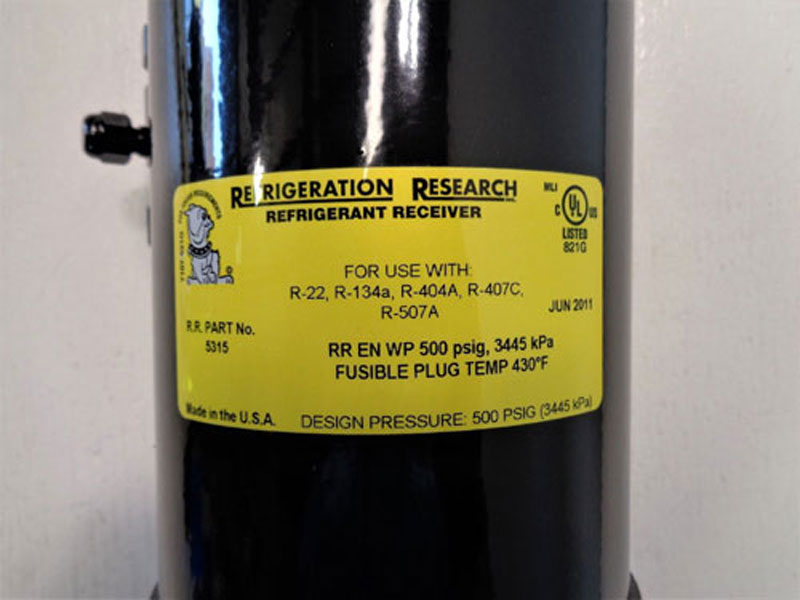 REFRIGERATION RESEARCH INC.
REFRIGERANT RECEIVER
MLI
C UL US
LISTED
821G
FOR USE WITH:
R-22, R-134a, R-404A, R-407C,
R-507A
JUN 2011
R.R. PART No.
5315
RR EN WP 500 psig, 3445 kPa
FUSIBLE PLUG TEMP 430°F
Made in the U.S.A.
DESIGN PRESSURE: 500 PSIG (3445 kPa)